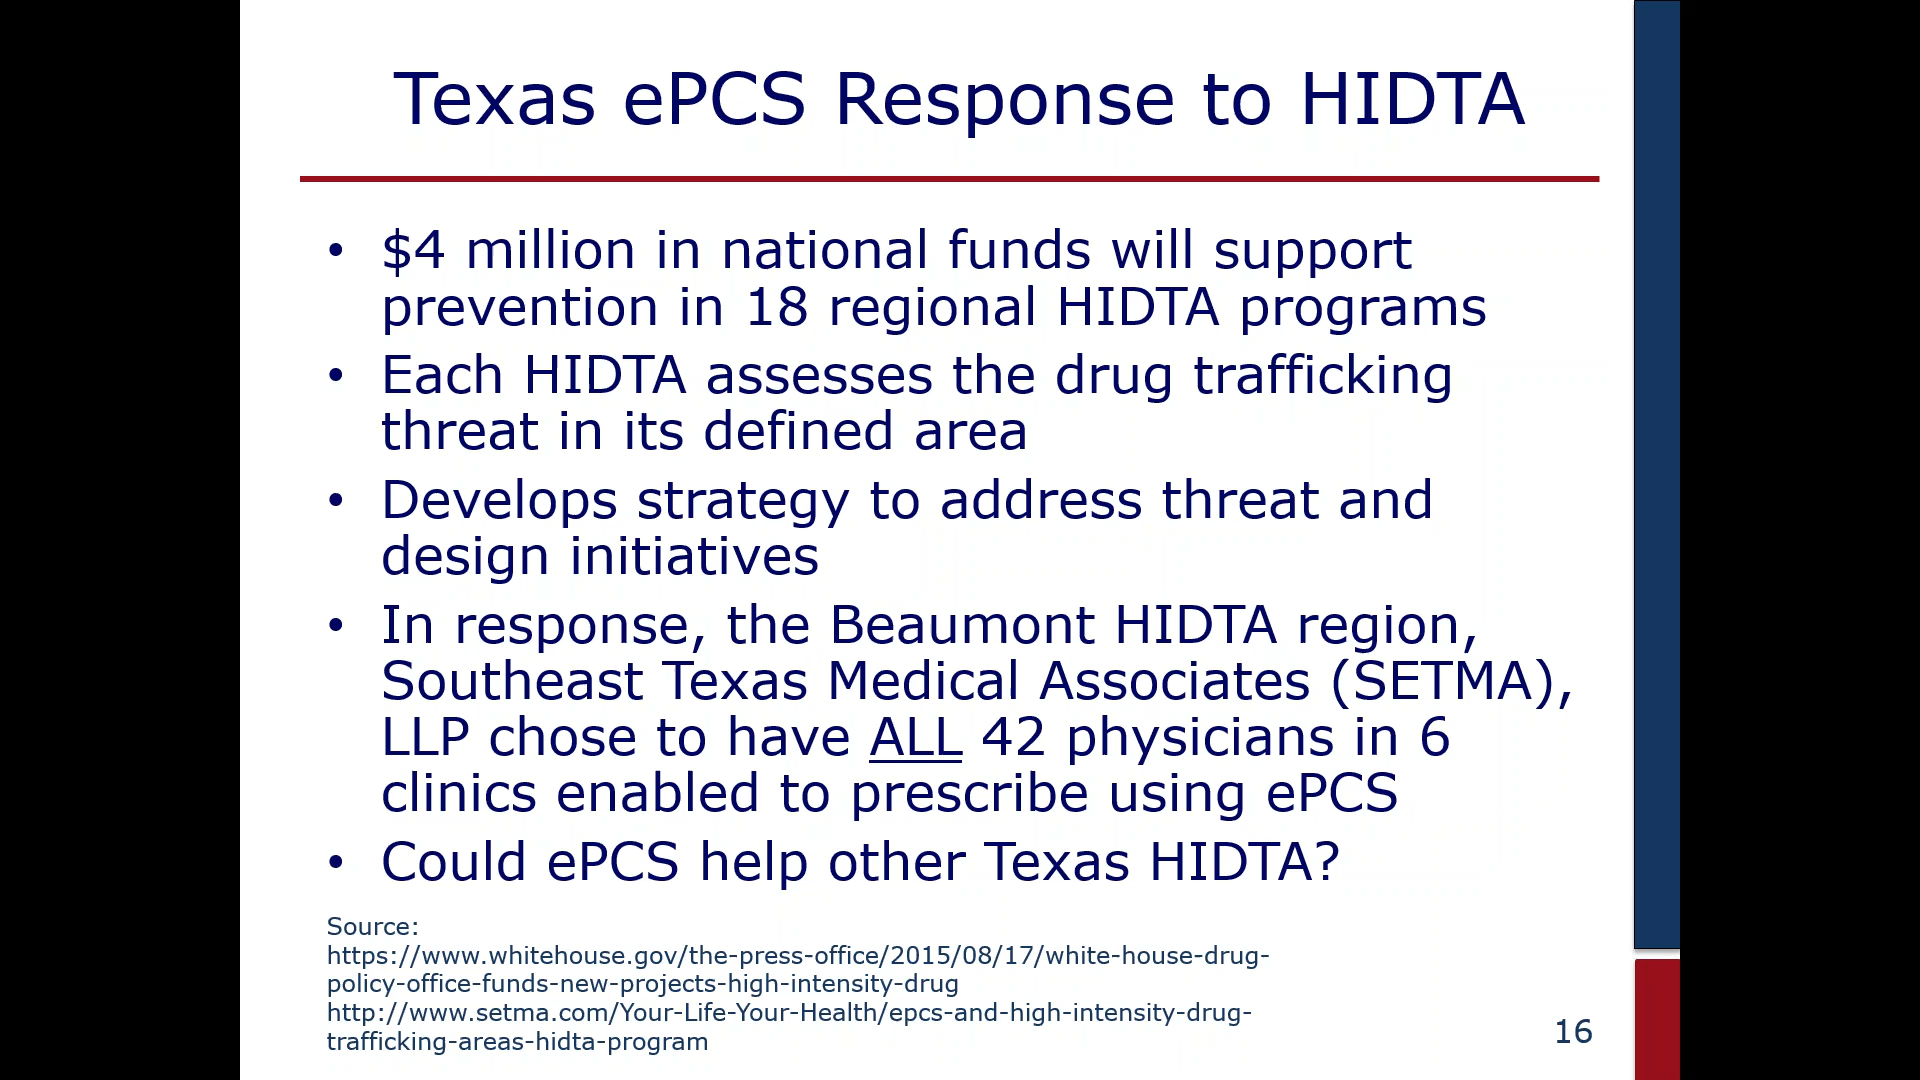 Texas ePCS Response to HIDTA
• $4 million in national funds will support
prevention in 18 regional HIDTA programs
• Each HIDTA assesses the drug trafficking
threat in its defined area
• Develops strategy to address threat and
design initiatives
• In response, the Beaumont HIDTA region,
Southeast Texas Medical Associates (SETMA),
LLP chose to have ALL 42 physicians in 6
clinics enabled to prescribe using ePCS
• Could ePCS help other Texas HIDTA?
Source:
https://www.whitehouse.gov/the-press-office/2015/08/17/white-house-drug-
policy-office-funds-new-projects-high-intensity-drug
http://www.setma.com/Your-Life-Your-Health/epcs-and-high-intensity-drug-
trafficking-areas-hidta-program
16